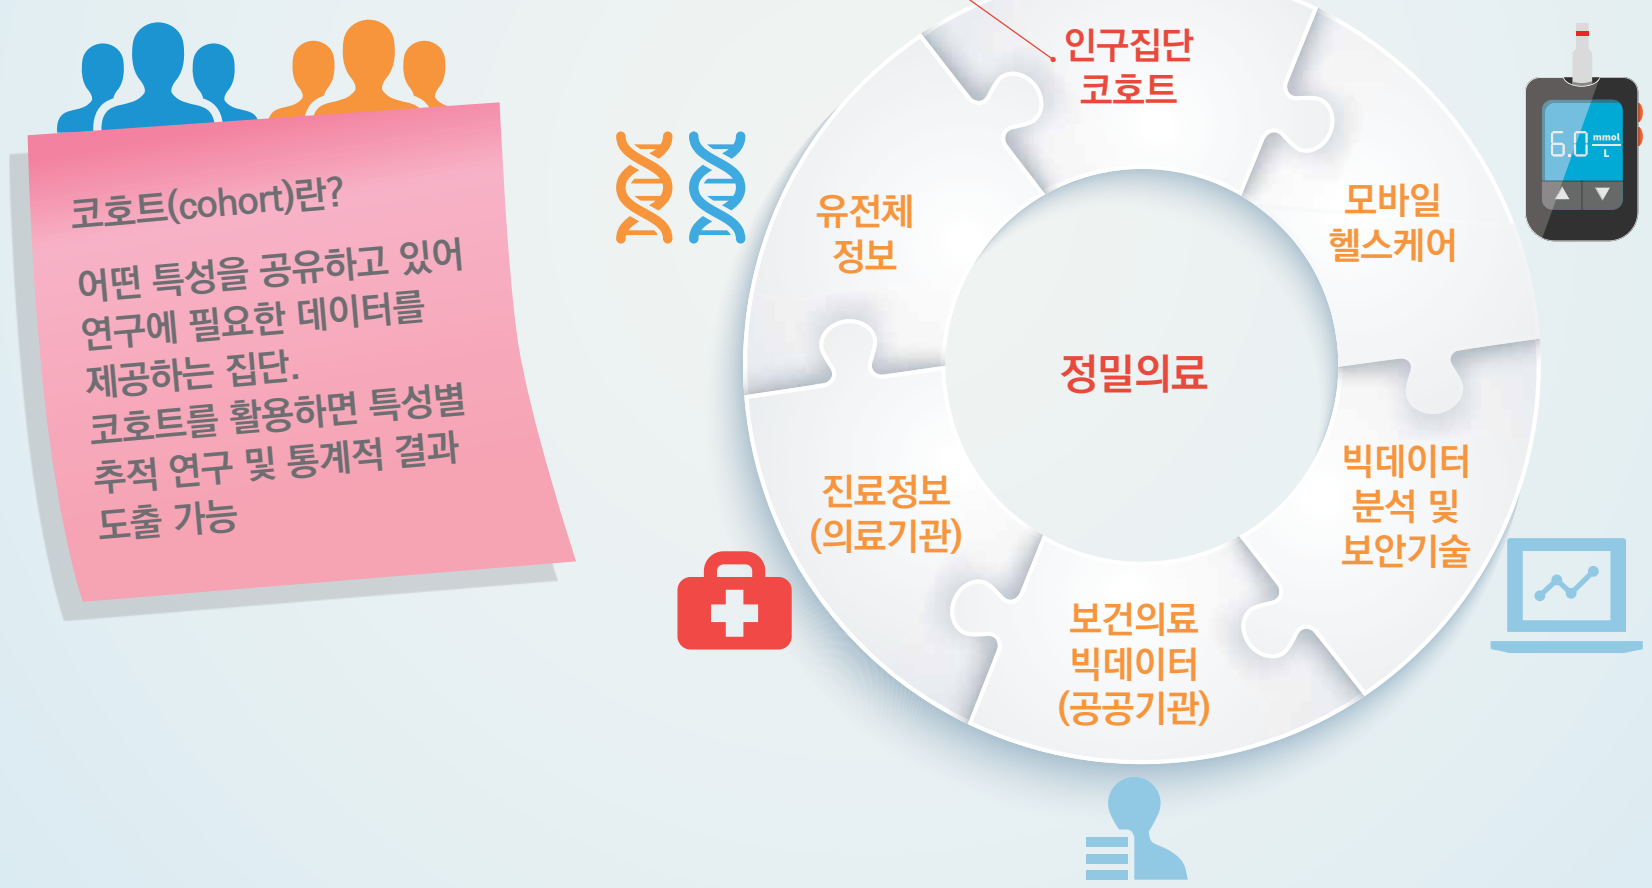 코호트(cohort)란?
어떤 특성을 공유하고 있어
연구에 필요한 데이터를
제공하는 집단.
코호트를 활용하면 특성별
추적 연구 및 통계적 결과
도출 가능
인구집단
코호트
유전체
정보
모바일
헬스케어
6.0 mmol
L
정밀의료
진료정보
(의료기관)
빅데이터
분석 및
보안기술
보건의료
빅데이터
(공공기관)